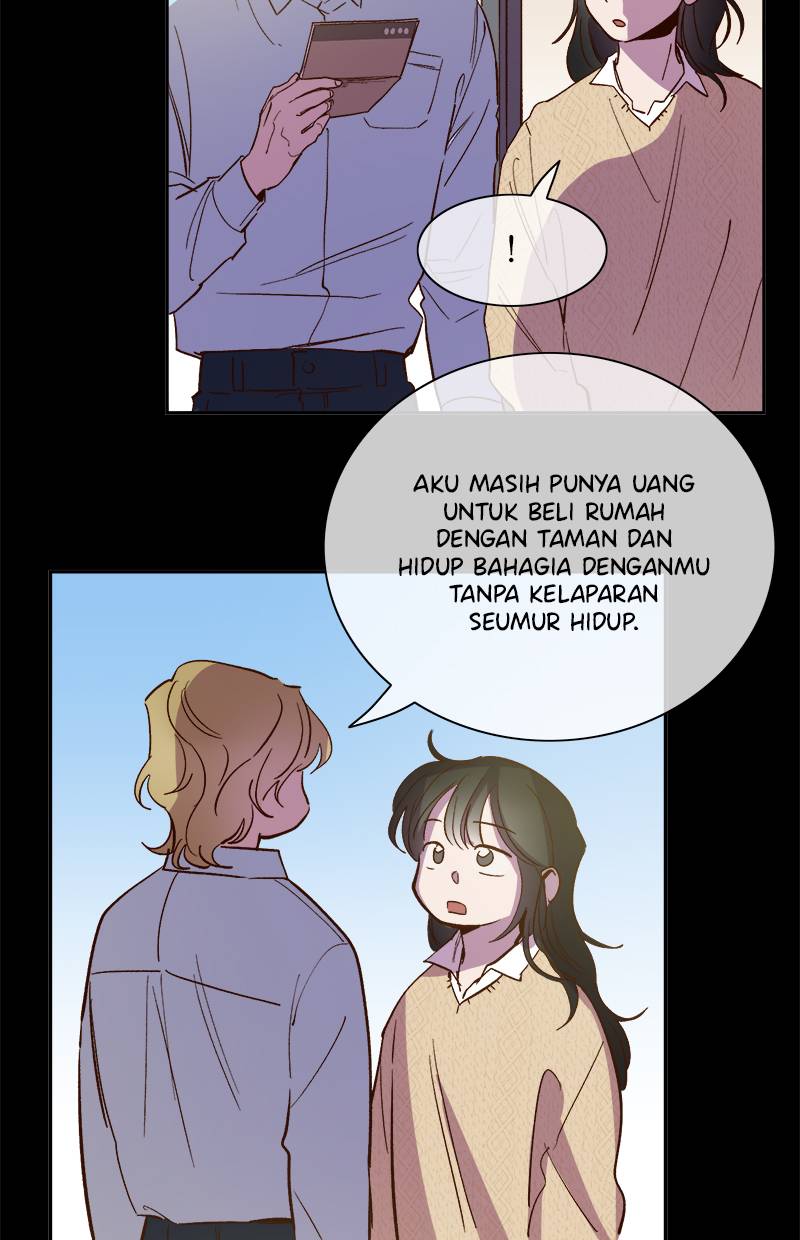 !
AKU MASIH PUNYA UANG
UNTUK BELI RUMAH
DENGAN TAMAN DAN
HIDUP BAHAGIA DENGANMU
TANPA KELAPARAN
SEUMUR HIDUP.